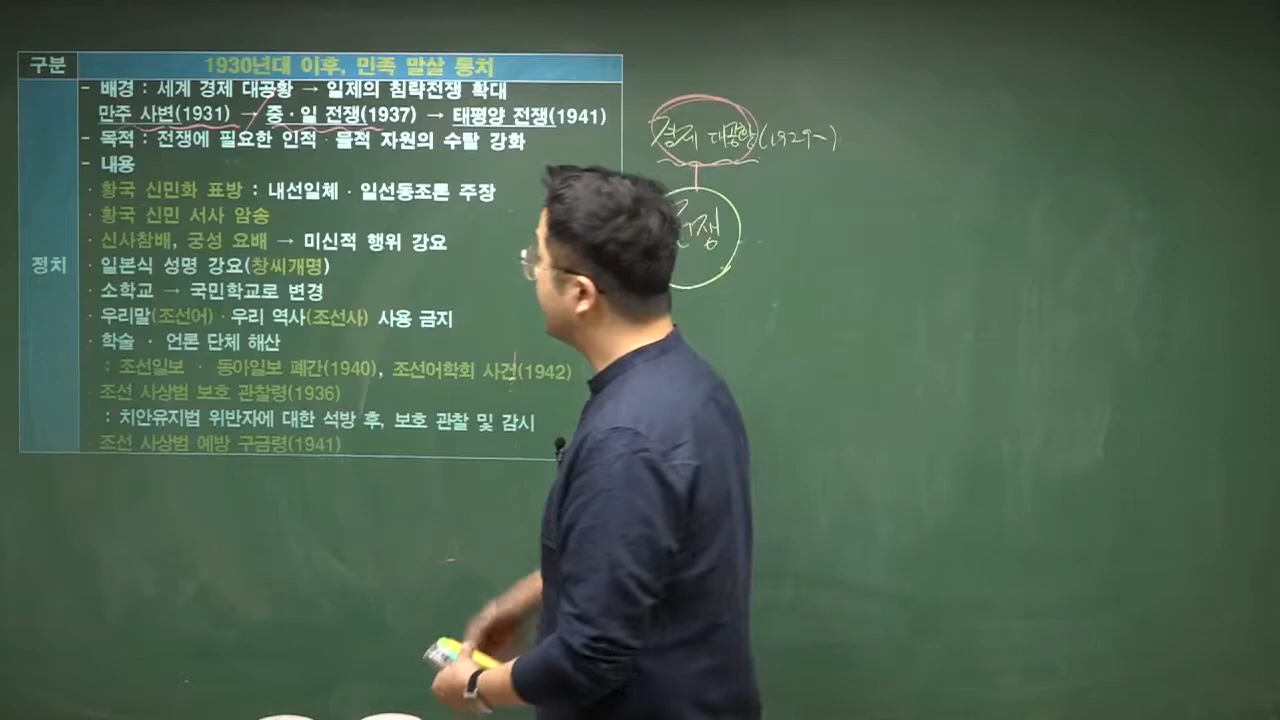 구분
1930년대 이후, 민족 말살 통치
정치
- 배경 : 세계 경제 대공황 → 일제의 침략전쟁 확대
만주 사변(1931) → 중·일 전쟁(1937) → 태평양 전쟁(1941)
- 목적 : 전쟁에 필요한 인적·물적 자원의 수탈 강화
- 내용
· 황국 신민화 표방 : 내선일체·일선동조론 주장
· 황국 신민 서사 암송
· 신사참배, 궁성 요배 → 미신적 행위 강요
· 일본식 성명 강요(창씨개명)
· 소학교 → 국민학교로 변경
· 우리말(조선어)·우리 역사(조선사) 사용 금지
· 학술 · 언론 단체 해산
: 조선일보 · 동아일보 폐간(1940), 조선어학회 사건(1942)
· 조선 사상범 보호 관찰령(1936)
: 치안유지법 위반자에 대한 석방 후, 보호 관찰 및 감시
· 조선 사상범 예방 구금령(1941)
경제 대공황(1929~)